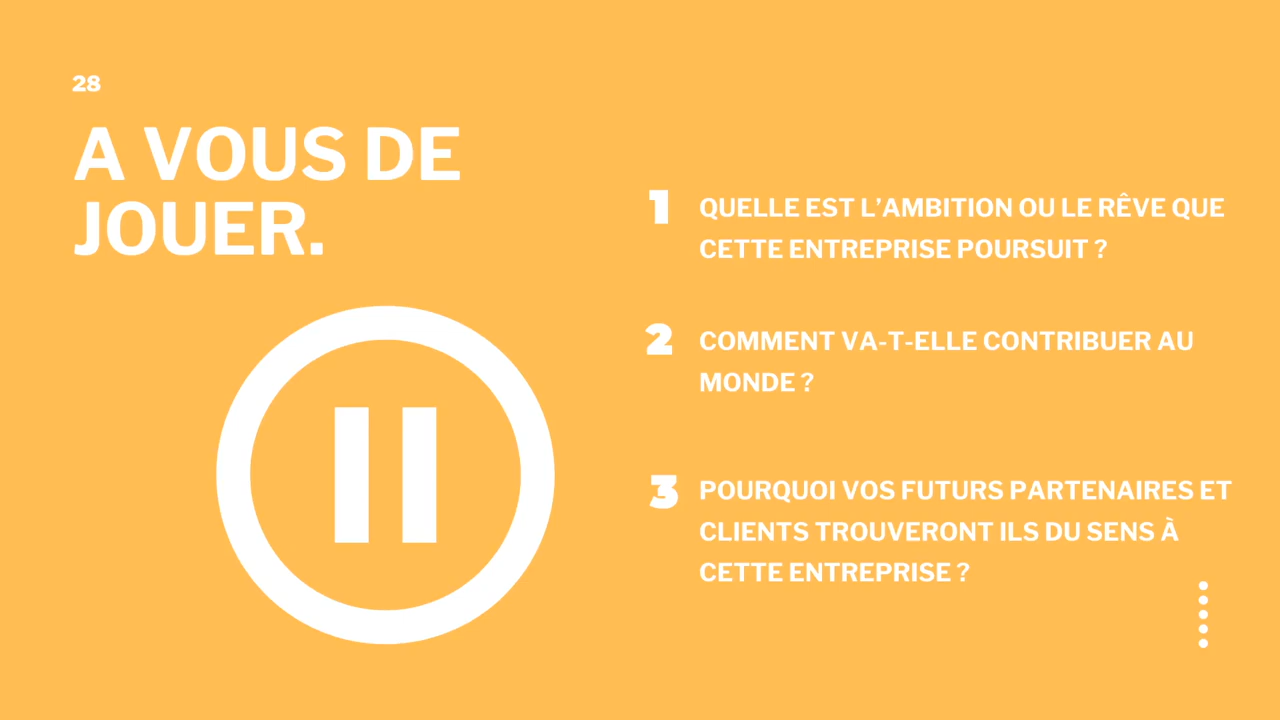 28
A VOUS DE
JOUER.
1 QUELLE EST L’AMBITION OU LE RÊVE QUE
CETTE ENTREPRISE POURSUIT ?
2 COMMENT VA-T-ELLE CONTRIBUER AU
MONDE ?
3 POURQUOI VOS FUTURS PARTENAIRES ET
CLIENTS TROUVERONT ILS DU SENS À
CETTE ENTREPRISE ?